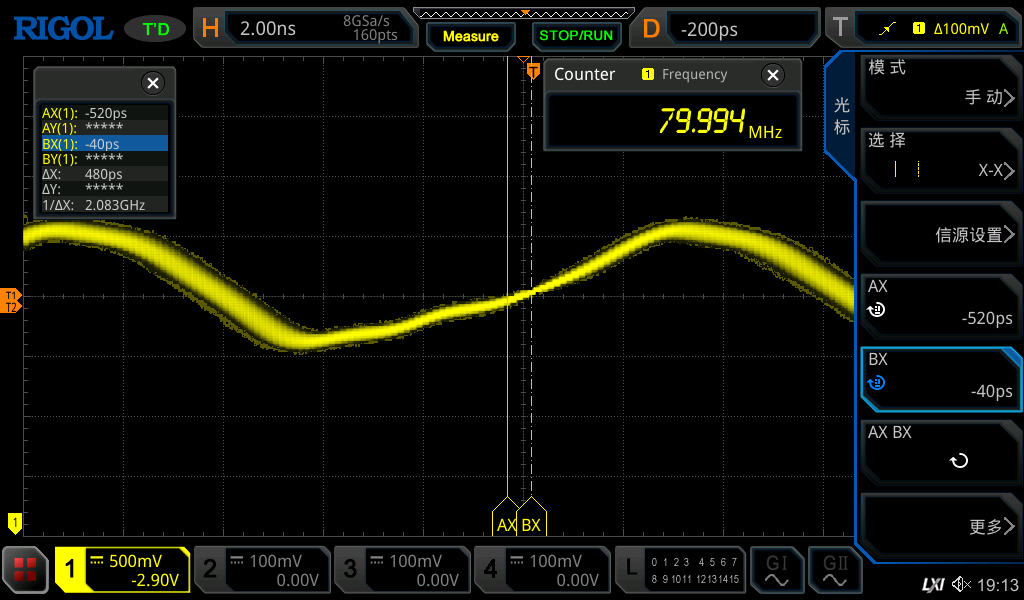 RIGOL T'D H 2.00ns 8GSa/s 160pts Measure STOP/RUN D -200ps T 1 Δ100mV A
T
Counter 1 Frequency
79.994 MHz
AX(1): -520ps
AY(1): *****
BX(1): -40ps
BY(1): *****
ΔX: 480ps
ΔY: *****
1/ΔX: 2.083GHz
T1
T2
1
AX BX
光标
模式
手动
选择
X-X
信源设置
AX
-520ps
BX
-40ps
AX BX
更多
1 500mV -2.90V
2 100mV 0.00V
3 100mV 0.00V
4 100mV 0.00V
L 0 1 2 3 4 5 6 7
8 9 10 11 12 13 14 15
GI GII
LXI 19:13